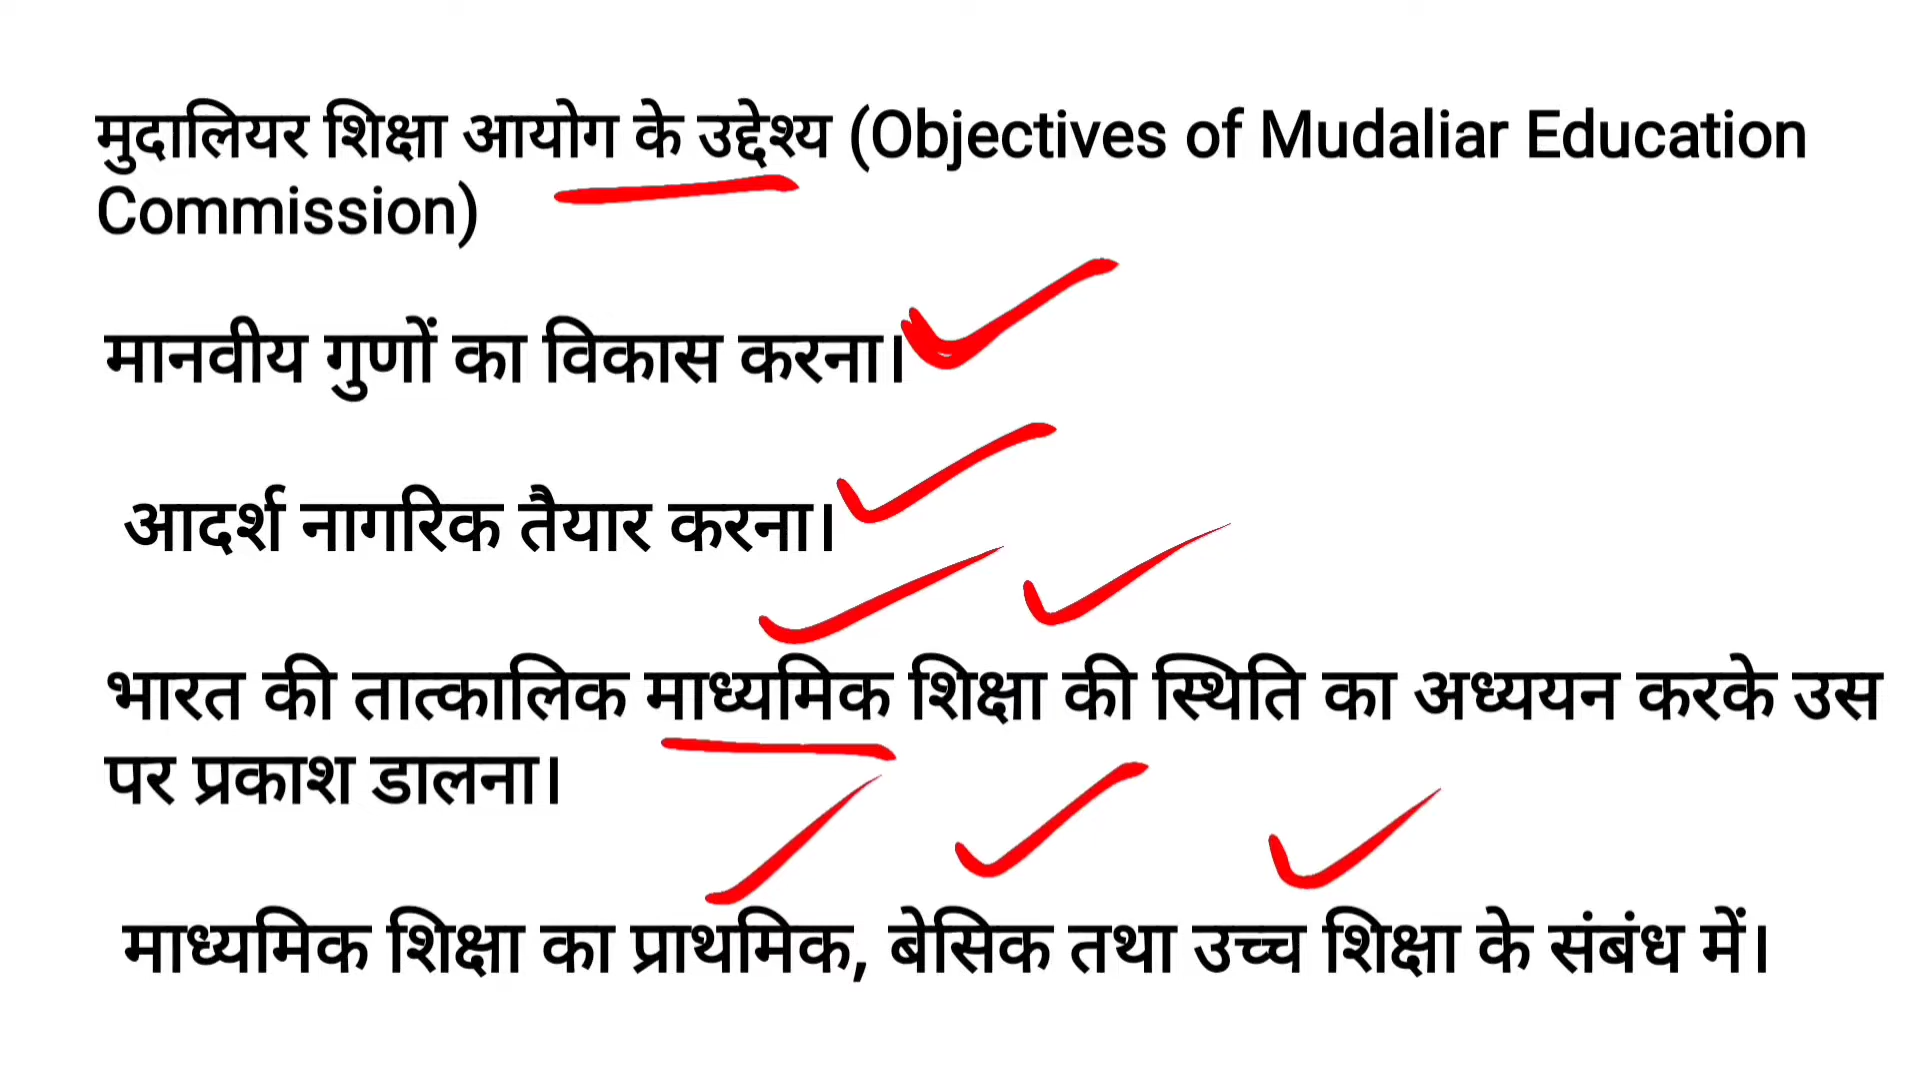 मुदालियर शिक्षा आयोग के उद्देश्य (Objectives of Mudaliar Education
Commission)
मानवीय गुणों का विकास करना।
आदर्श नागरिक तैयार करना।
भारत की तात्कालिक माध्यमिक शिक्षा की स्थिति का अध्ययन करके उस
पर प्रकाश डालना।
माध्यमिक शिक्षा का प्राथमिक, बेसिक तथा उच्च शिक्षा के संबंध में।